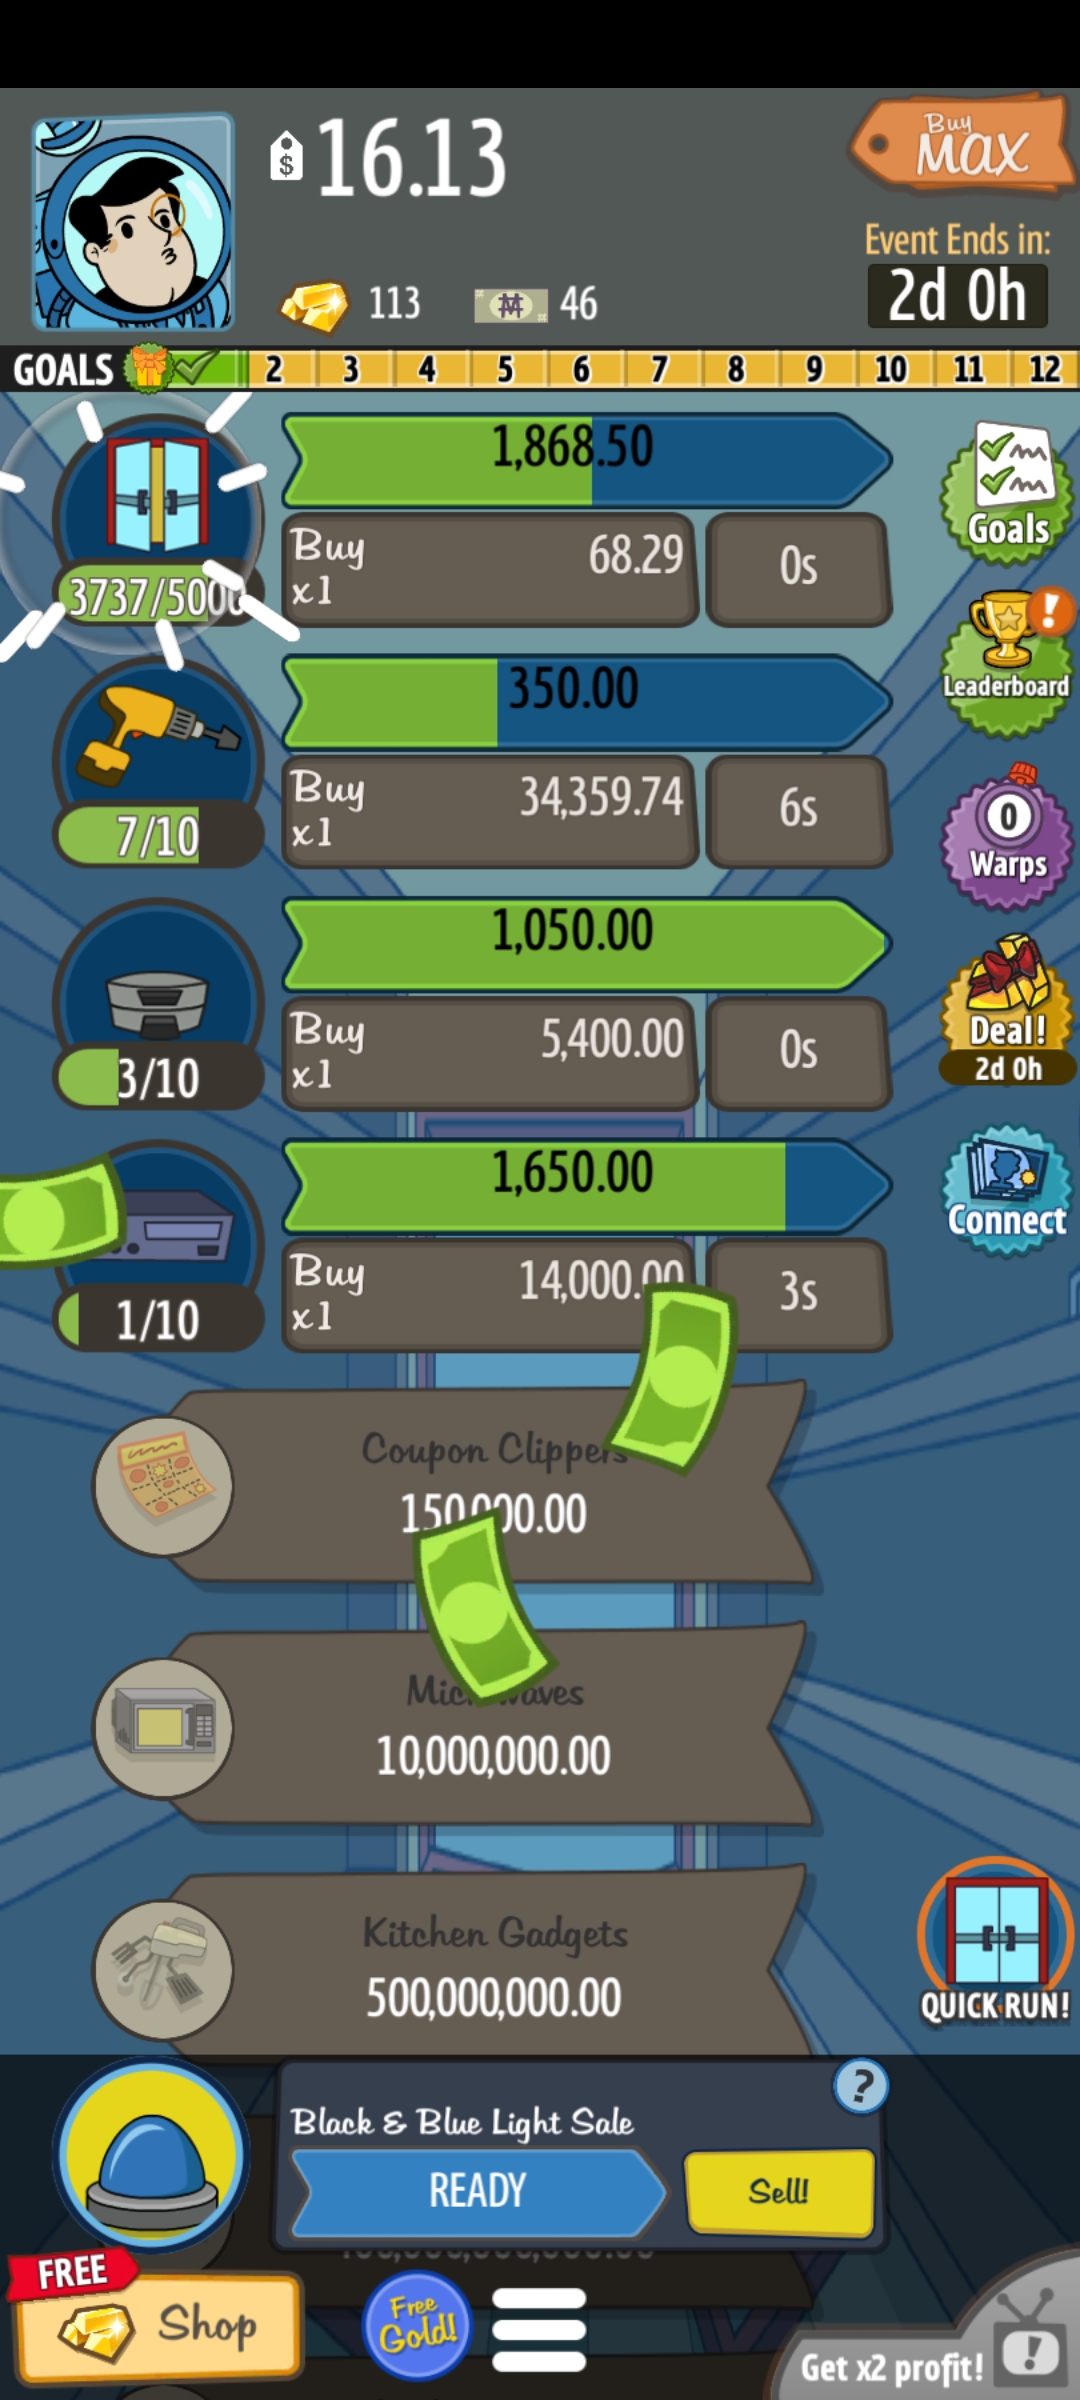 16.13
Buy
Max
Event Ends in:
2d 0h
113
46
GOALS 2 3 4 5 6 7 8 9 10 11 12
1,868.50
Buy
x1
68.29
0s
3737/5000
Goals
Leaderboard
350.00
Buy
x1
34,359.74
6s
7/10
0
Warps
1,050.00
Buy
x1
5,400.00
0s
3/10
Deal!
2d 0h
1,650.00
Buy
x1
14,000.00
3s
1/10
Connect
Coupon Clippers
150,000.00
Microwaves
10,000,000.00
Kitchen Gadgets
500,000,000.00
QUICK RUN!
?
Black & Blue Light Sale
READY
Sell!
FREE
Shop
Free
Gold!
Get x2 profit!